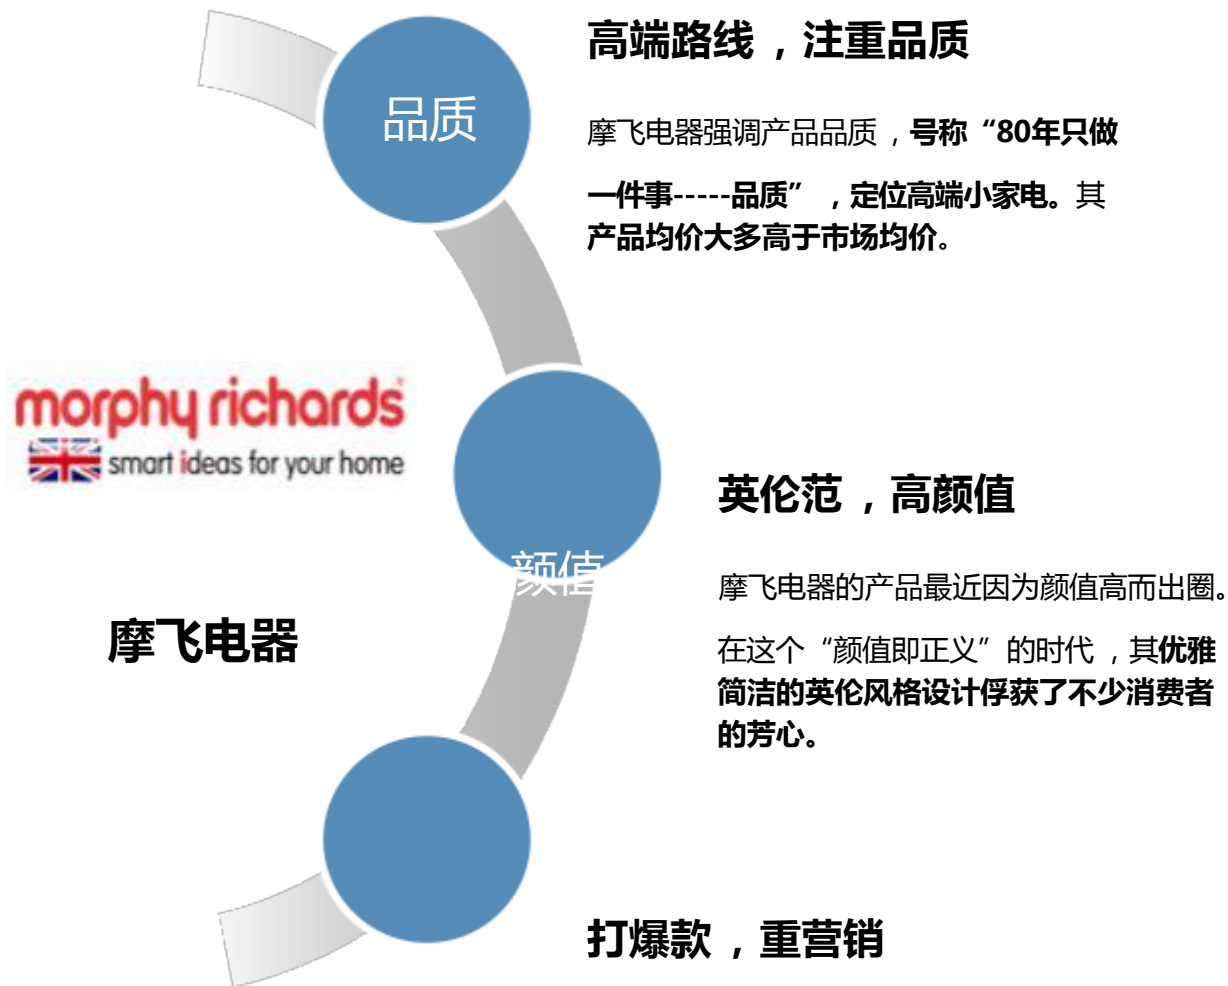 高端路线，注重品质
品质
摩飞电器强调产品品质，号称“80年只做
一件事-----品质”，定位高端小家电。其
产品均价大多高于市场均价。
morphy richards
smart ideas for your home
英伦范，高颜值
颜值
摩飞电器的产品最近因为颜值高而出圈。
在这个“颜值即正义”的时代，其优雅
简洁的英伦风格设计俘获了不少消费者
的芳心。
摩飞电器
打爆款，重营销